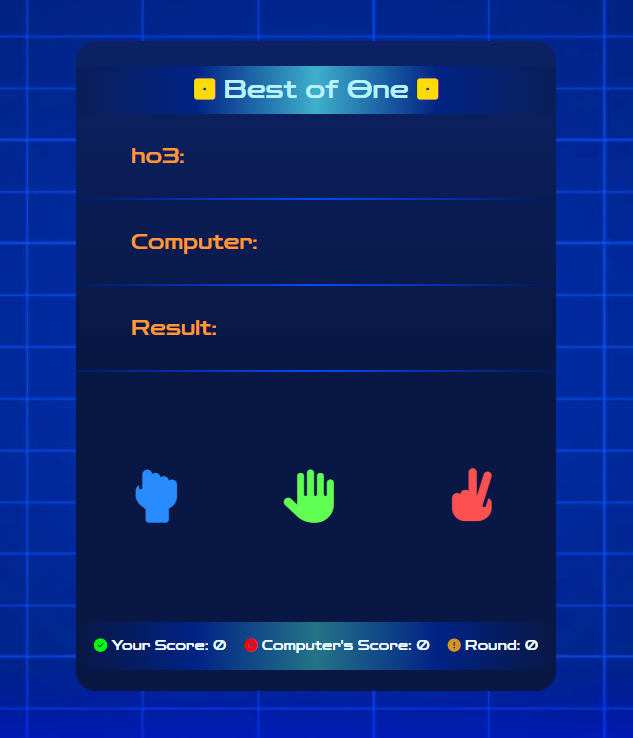 Best of One
ho3:
Computer:
Result:
Your Score: 0 Computer's Score: 0 Round: 0